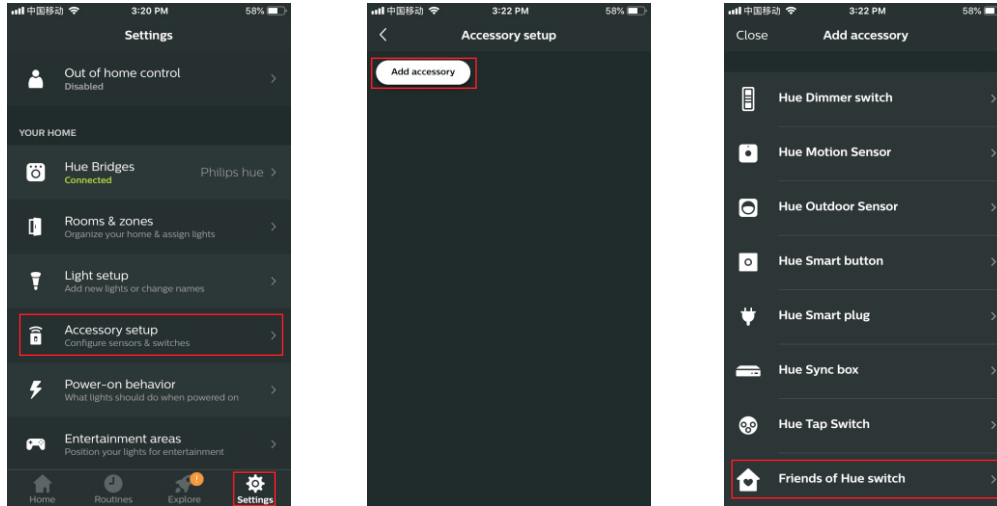 中国移动 3:20 PM 58%
Settings
Out of home control
Disabled
YOUR HOME
Hue Bridges
Connected
Philips hue
Rooms & zones
Organize your home & assign lights
Light setup
Add new lights or change names
Accessory setup
Configure sensors & switches
Power-on behavior
What lights should do when powered on
Entertainment areas
Position your lights for entertainment
Home Routines Explore Settings
中国移动 3:22 PM 58%
Accessory setup
Add accessory
中国移动 3:22 PM 58%
Close Add accessory
Hue Dimmer switch
Hue Motion Sensor
Hue Outdoor Sensor
Hue Smart button
Hue Smart plug
Hue Sync box
Hue Tap Switch
Friends of Hue switch